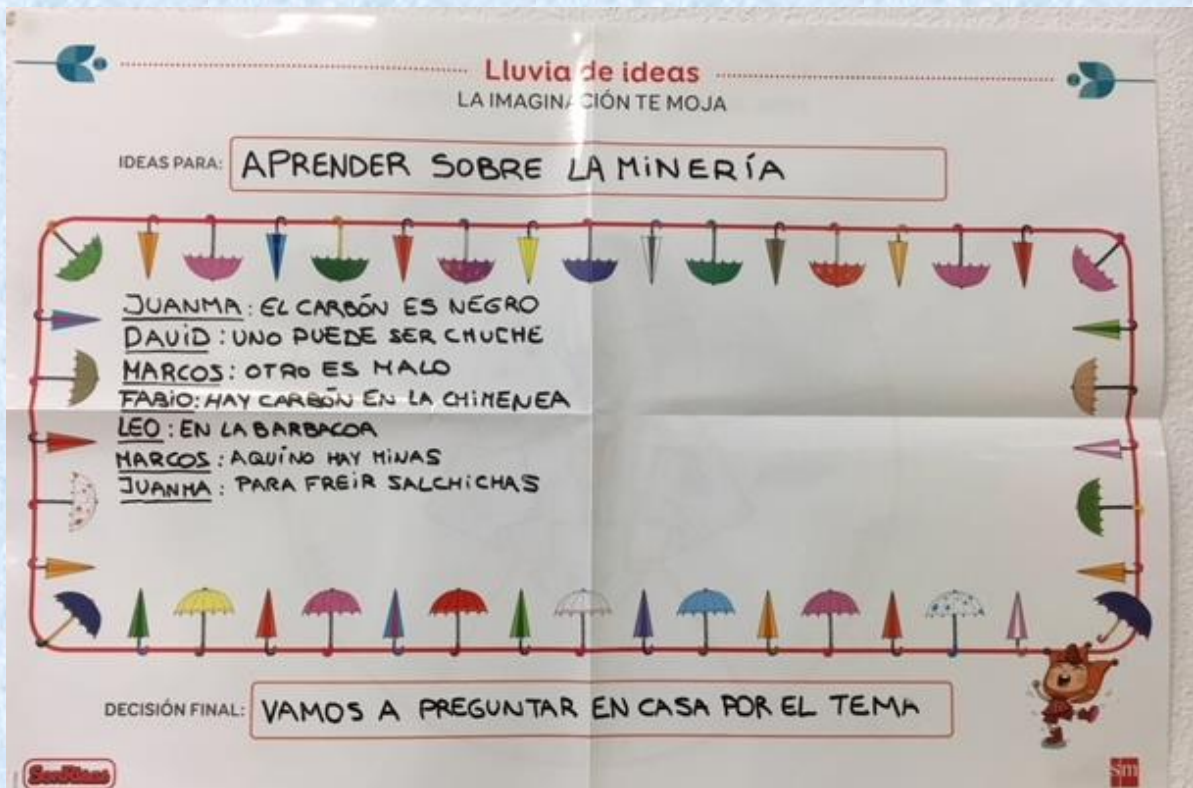 Lluvia de ideas
LA IMAGINACIÓN TE MOJA
IDEAS PARA: APRENDER SOBRE LA MINERÍA
JUANMA: EL CARBÓN ES NEGRO
DAVID: UNO PUEDE SER CHUCHE
MARCOS: OTRO ES MALO
FABIO: HAY CARBÓN EN LA CHIMENEA
LEO: EN LA BARBACOA
MARCOS: AQUÍ NO HAY MINAS
JUANMA: PARA FREIR SALCHICHAS
DECISIÓN FINAL: VAMOS A PREGUNTAR EN CASA POR EL TEMA
SonRisas
sm